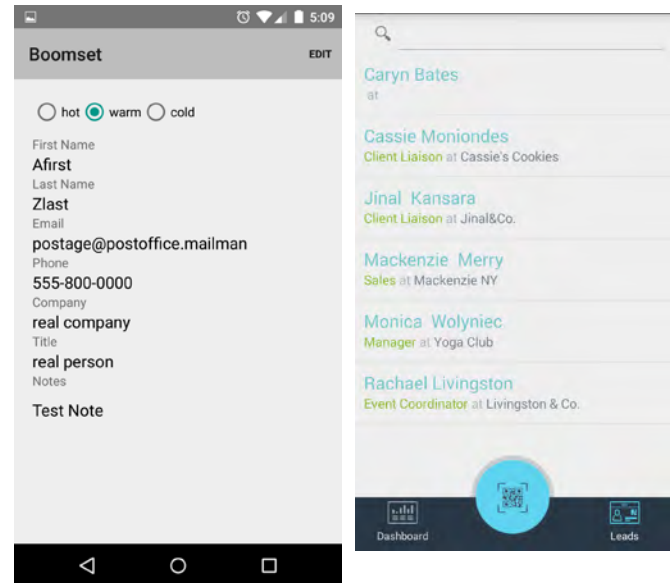 5:09
Boomset EDIT
hot warm cold
First Name
Afirst
Last Name
Zlast
Email
postage@postoffice.mailman
Phone
555-800-0000
Company
real company
Title
real person
Notes
Test Note
Caryn Bates
at
Cassie Moniondes
Client Liaison at Cassie's Cookies
Jinal Kansara
Client Liaison at Jinal&Co.
Mackenzie Merry
Sales at Mackenzie NY
Monica Wolyniec
Manager at Yoga Club
Rachael Livingston
Event Coordinator at Livingston & Co.
Dashboard Leads